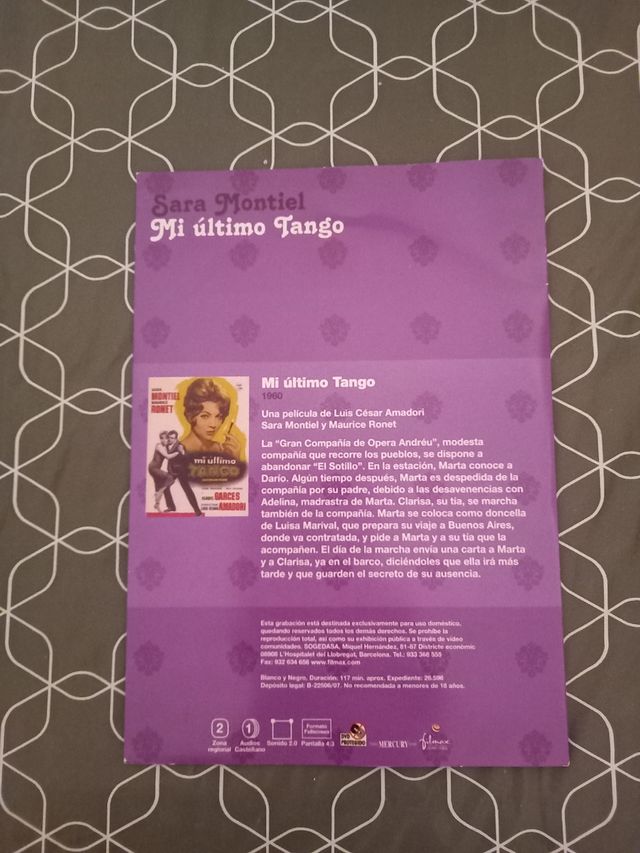 Sara Montiel
Mi último Tango
Mi último Tango
1960
Una película de Luis César Amadori
Sara Montiel y Maurice Ronet
La “Gran Compañía de Opera Andréu”, modesta
compañía que recorre los pueblos, se dispone a
abandonar “El Sotillo”. En la estación, Marta conoce a
Darío. Algún tiempo después, Marta es despedida de la
compañía por su padre, debido a las desavenencias con
Adelina, madrastra de Marta. Clarisa, su tía, se marcha
también de la compañía. Marta se coloca como doncella
de Luisa Marival, que prepara su viaje a Buenos Aires,
donde va contratada, y pide a Marta y a su tía que la
acompañen. El día de la marcha envía una carta a Marta
y a Clarisa, ya en el barco, diciéndoles que ella irá más
tarde y que guarden el secreto de su ausencia.
MONTIEL
RONET
mi ultimo
TANGO
GARCES
AMADORI
Esta grabación está destinada exclusivamente para uso doméstico,
quedando reservados todos los demás derechos. Se prohíbe la
reproducción total, así como su exhibición pública a través de vídeo
comunidades. SOGEDASA, Miquel Hernández, 81-87 Districte econòmic
08908 L'Hospitalet del Llobregat, Barcelona. Tel.: 933 368 555
Fax: 932 634 656 www.filmax.com
Blanco y Negro. Duración: 117 min. aprox. Expediente: 20.596
Depósito legal: B-22506/07. No recomendada a menores de 18 años.
2
Zona
regional
1
Audios
Castellano
Sonido 2.0
Formato
Fullscreen
Pantalla 4:3
DVD
PROTEGIDO
MERCURY
filmax